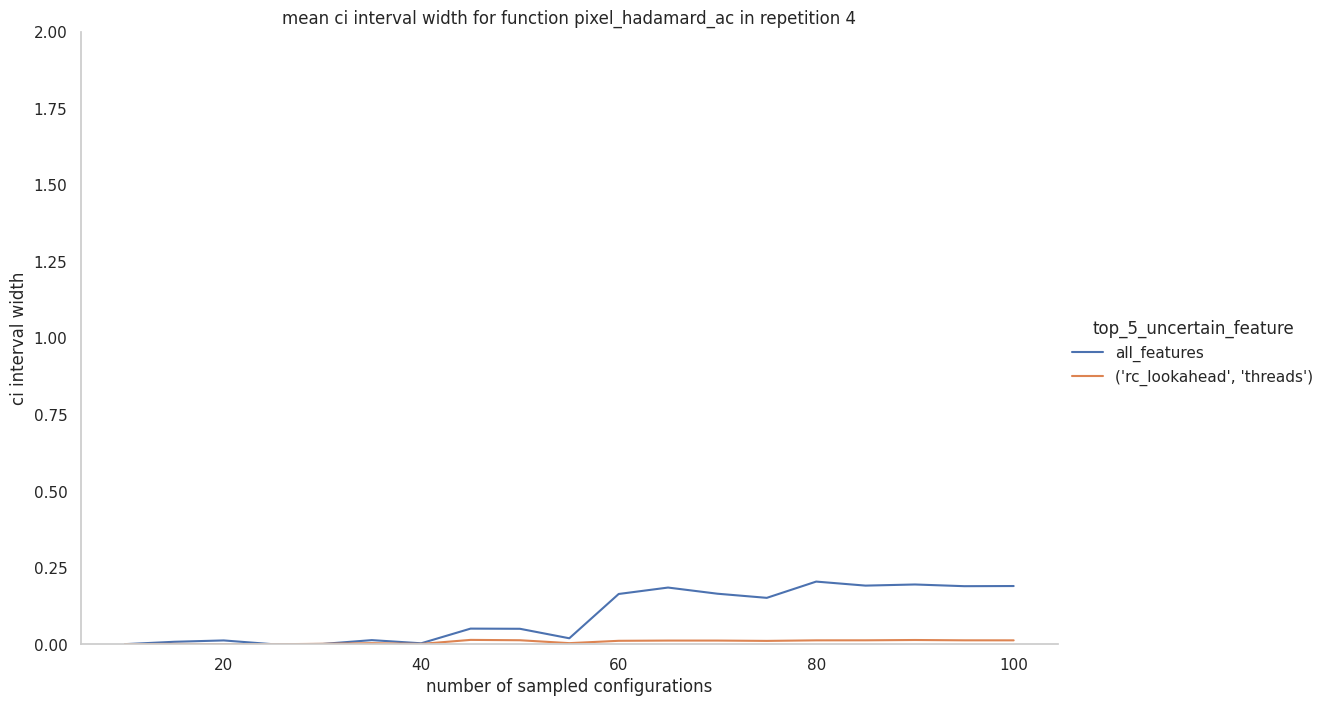 mean ci interval width for function pixel_hadamard_ac in repetition 4
2.00
1.75
1.50
1.25
1.00
0.75
0.50
0.25
0.00
ci interval width
20
40
60
80
100
number of sampled configurations
top_5_uncertain_feature
all_features
('rc_lookahead', 'threads')